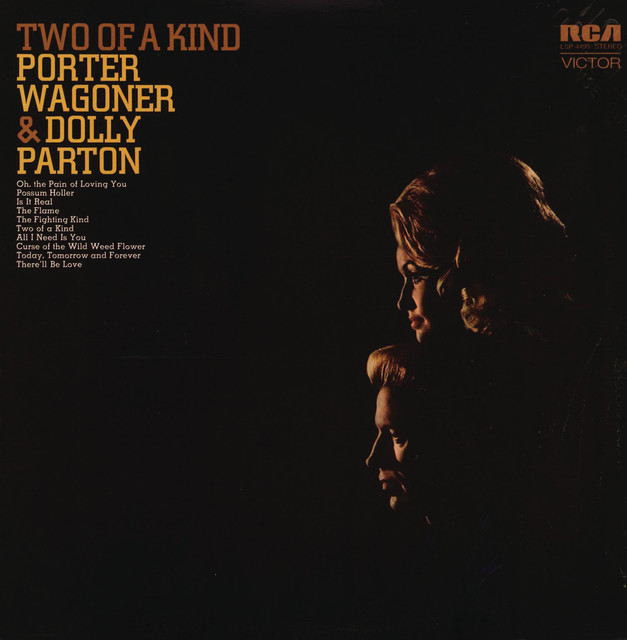 TWO OF A KIND
PORTER
WAGONER
& DOLLY
PARTON
Oh, the Pain of Loving You
Possum Holler
Is It Real
The Flame
The Fighting Kind
Two of a Kind
All I Need Is You
Curse of the Wild Weed Flower
Today, Tomorrow and Forever
There'll Be Love
RCA
LSP-4490 STEREO
VICTOR